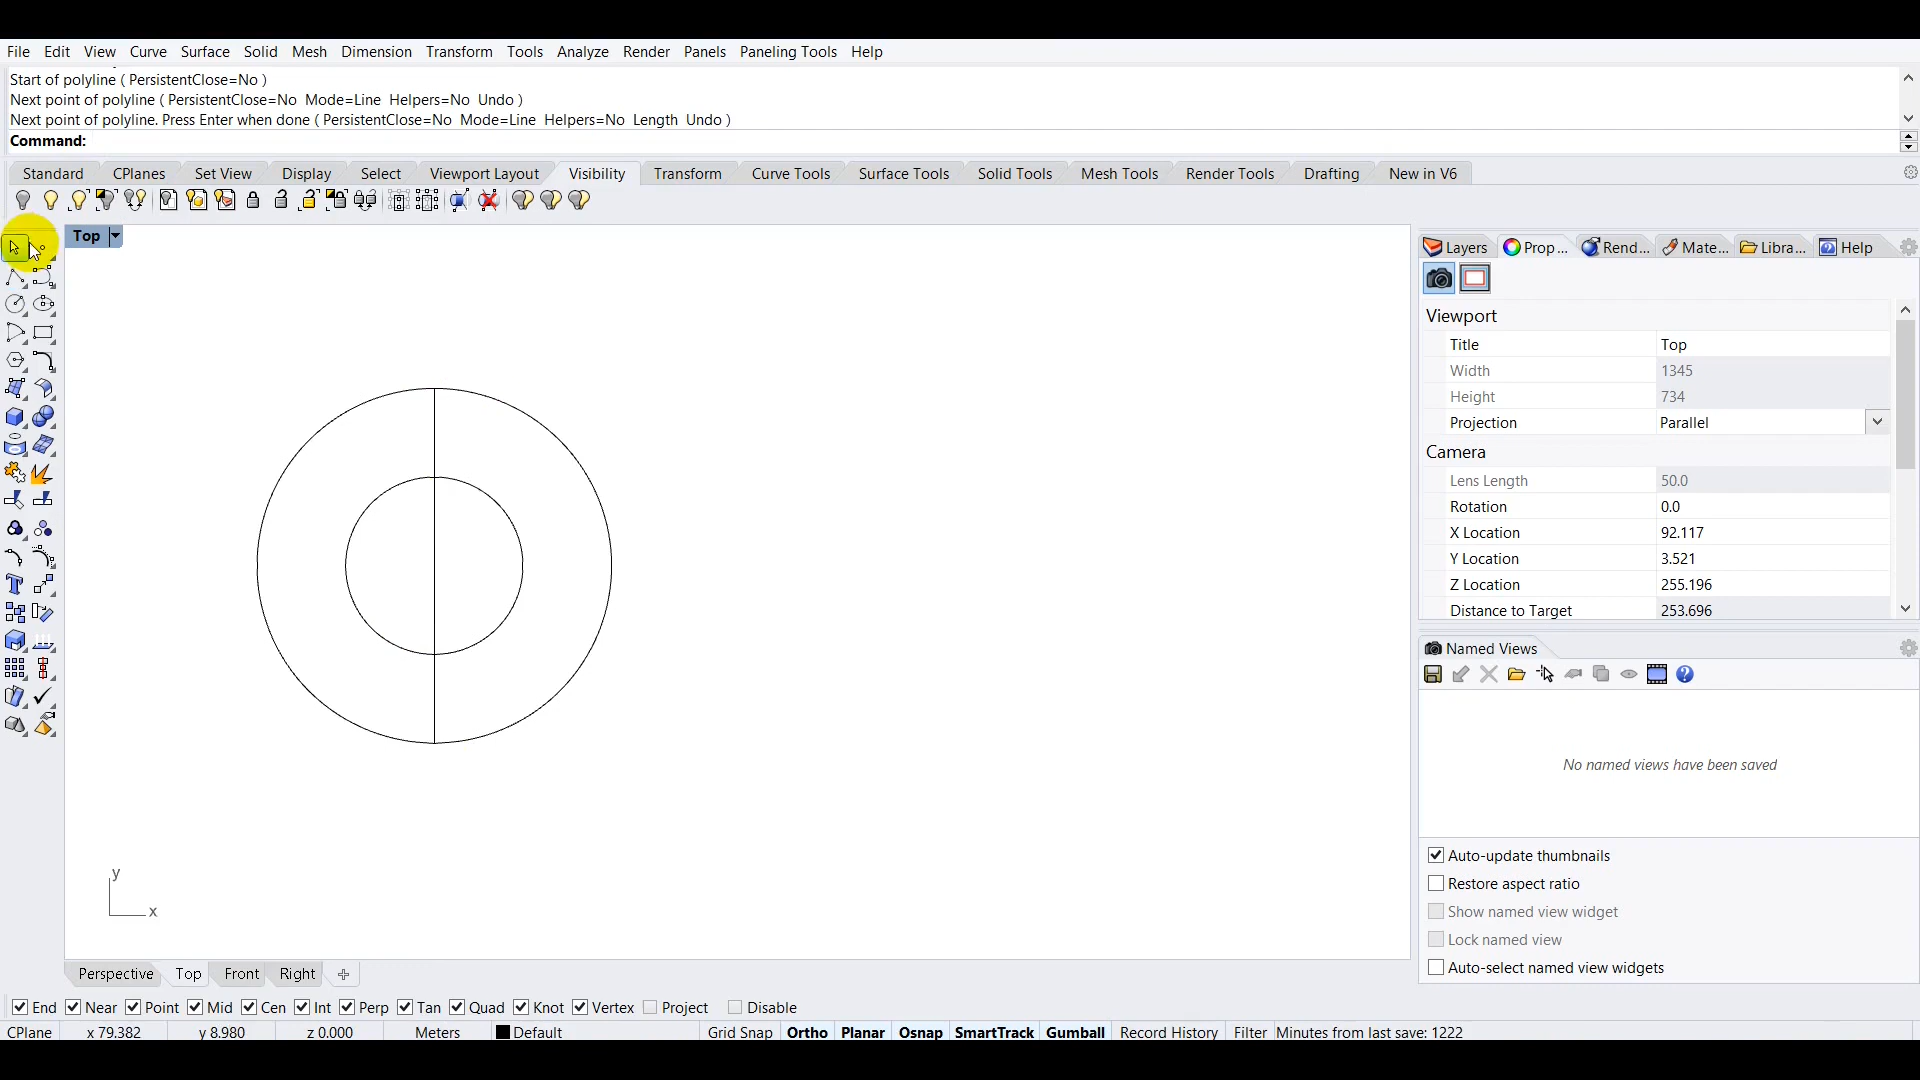 File Edit View Curve Surface Solid Mesh Dimension Transform Tools Analyze Render Panels Paneling Tools Help
Start of polyline ( PersistentClose=No )
Next point of polyline ( PersistentClose=No Mode=Line Helpers=No Undo )
Next point of polyline. Press Enter when done ( PersistentClose=No Mode=Line Helpers=No Length Undo )
Command:
Standard CPlanes Set View Display Select Viewport Layout Visibility Transform Curve Tools Surface Tools Solid Tools Mesh Tools Render Tools Drafting New in V6
Top
Layers Prop... Rend... Mate... Libra... Help
Viewport
Title Top
Width 1345
Height 734
Projection Parallel
Camera
Lens Length 50.0
Rotation 0.0
X Location 92.117
Y Location 3.521
Z Location 255.196
Distance to Target 253.696
Named Views
No named views have been saved
Auto-update thumbnails
Restore aspect ratio
Show named view widget
Lock named view
Auto-select named view widgets
y
x
Perspective Top Front Right
End Near Point Mid Cen Int Perp Tan Quad Knot Vertex Project Disable
CPlane x 79.382 y 8.980 z 0.000 Meters Default Grid Snap Ortho Planar Osnap SmartTrack Gumball Record History Filter Minutes from last save: 1222